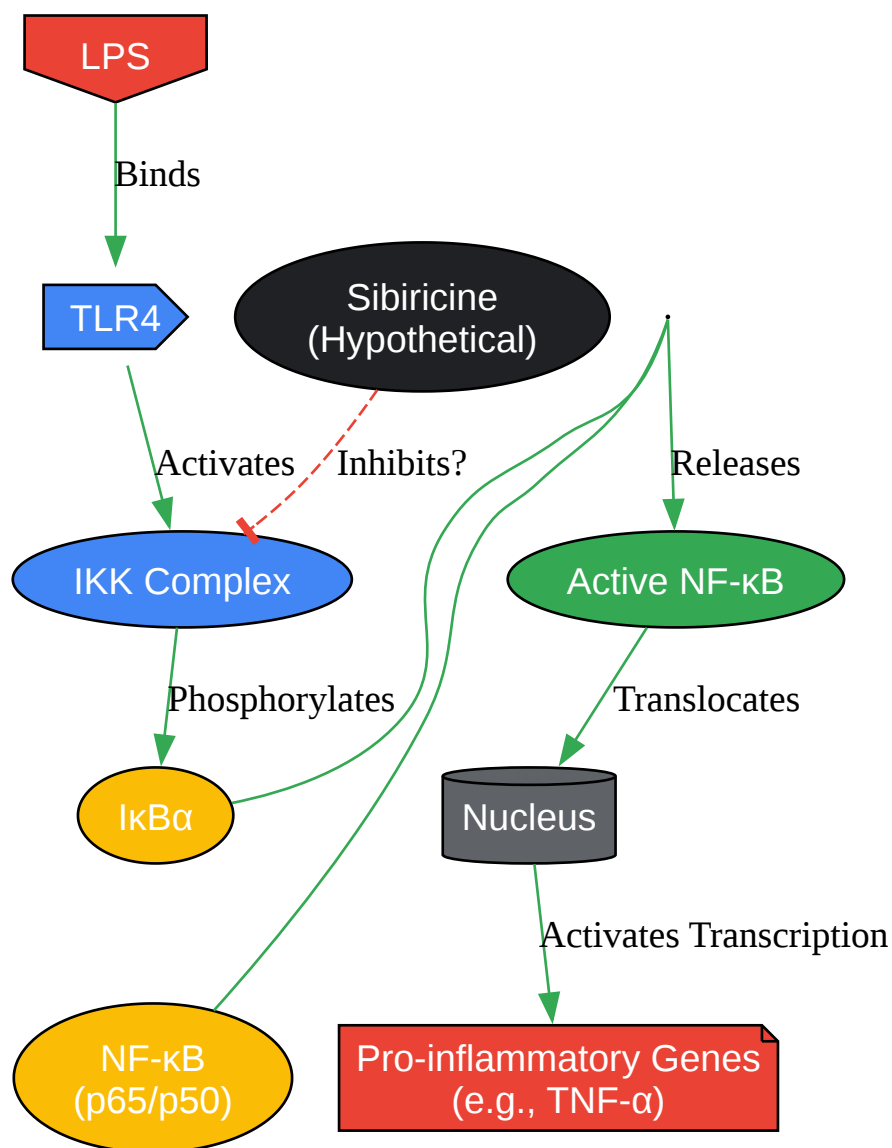 LPS
Binds
TLR4
Sibiricine
(Hypothetical)
Activates
Inhibits?
Releases
IKK Complex
Active NF-κB
Phosphorylates
Translocates
IκBα
Nucleus
Activates Transcription
NF-κB
(p65/p50)
Pro-inflammatory Genes
(e.g., TNF-α)